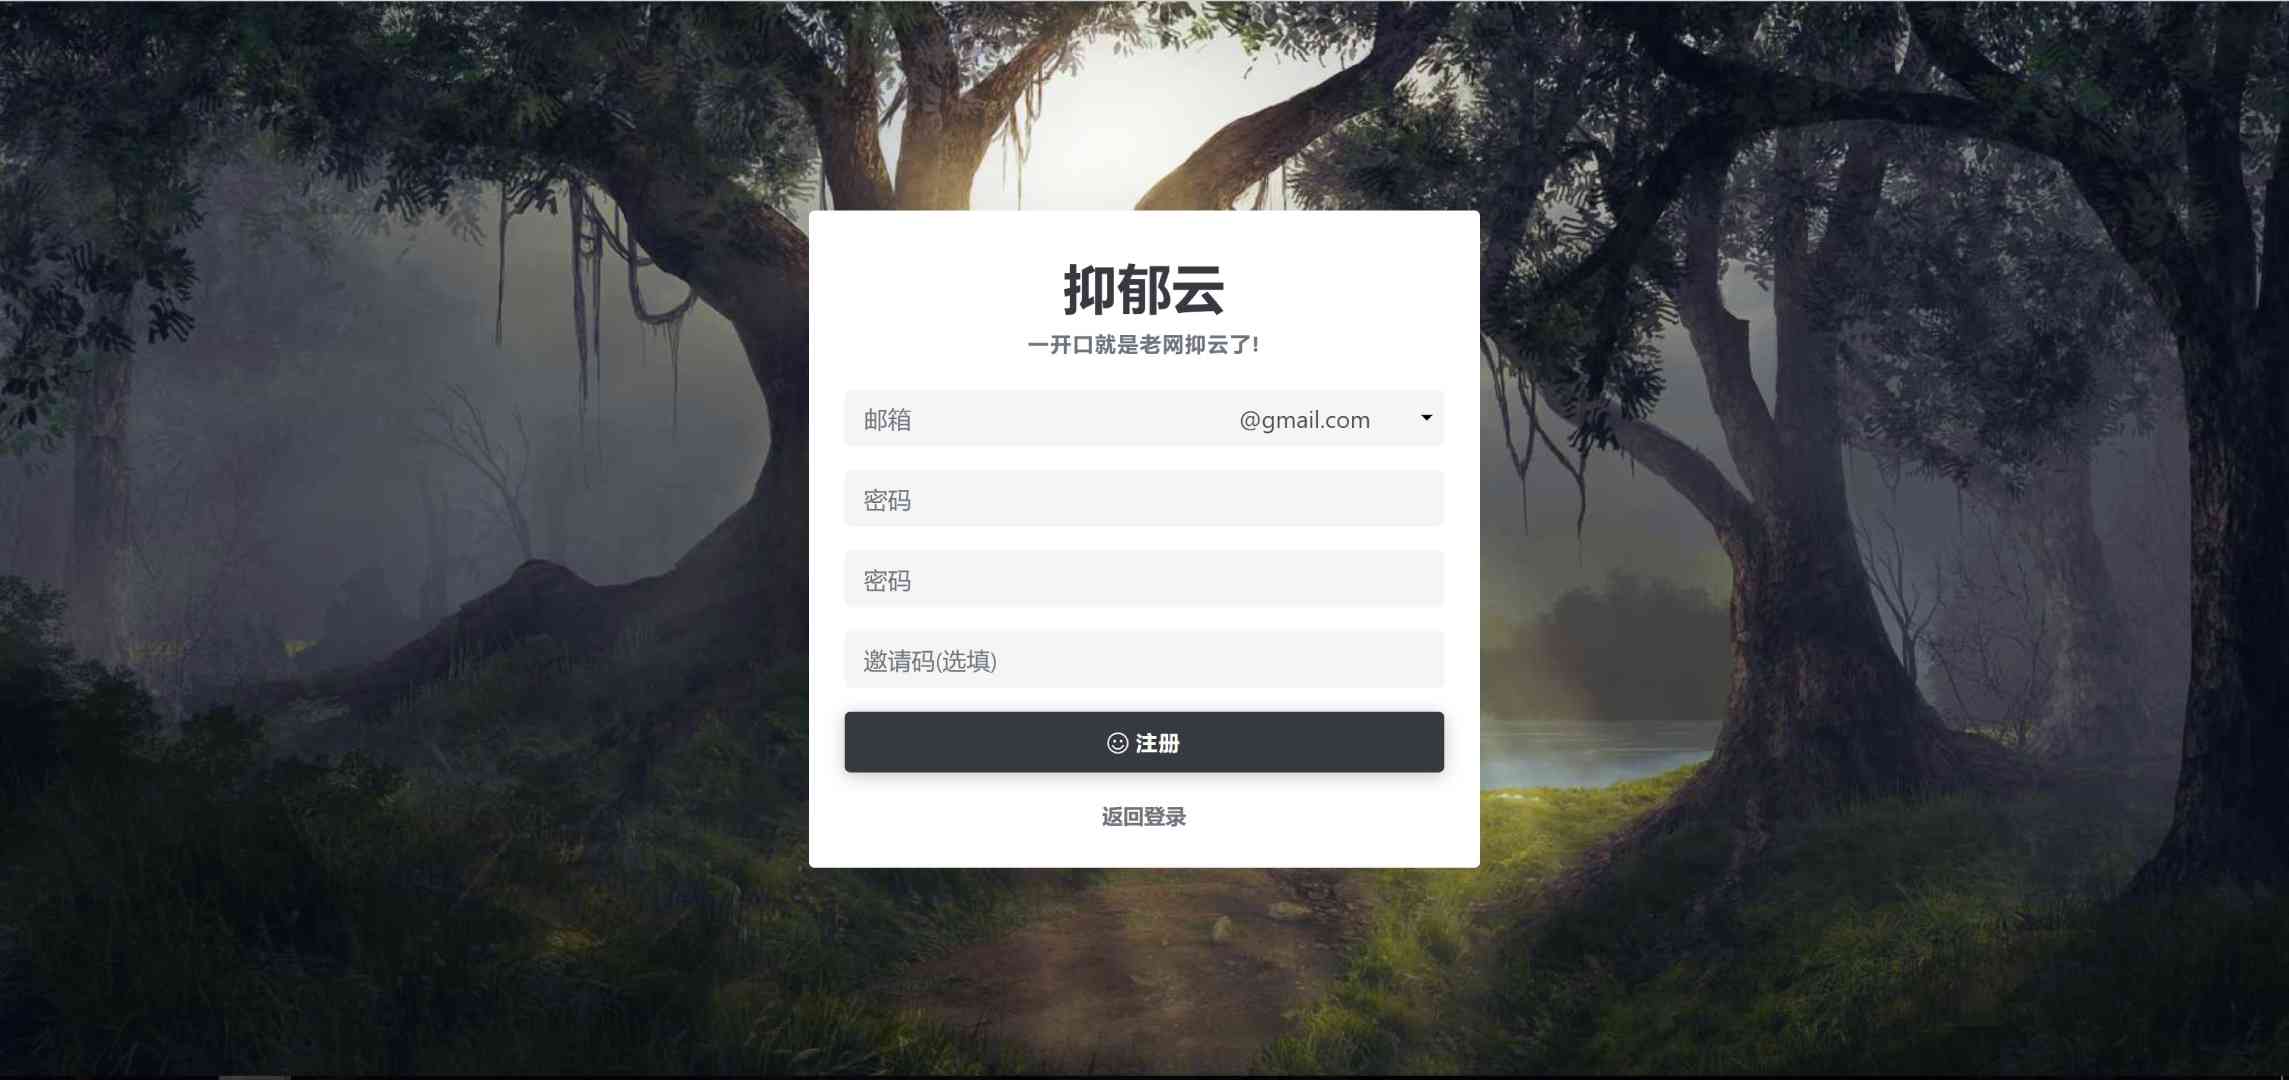 抑郁云
一开口就是老网抑云了!
邮箱 @gmail.com
密码
密码
邀请码(选填)
注册
返回登录